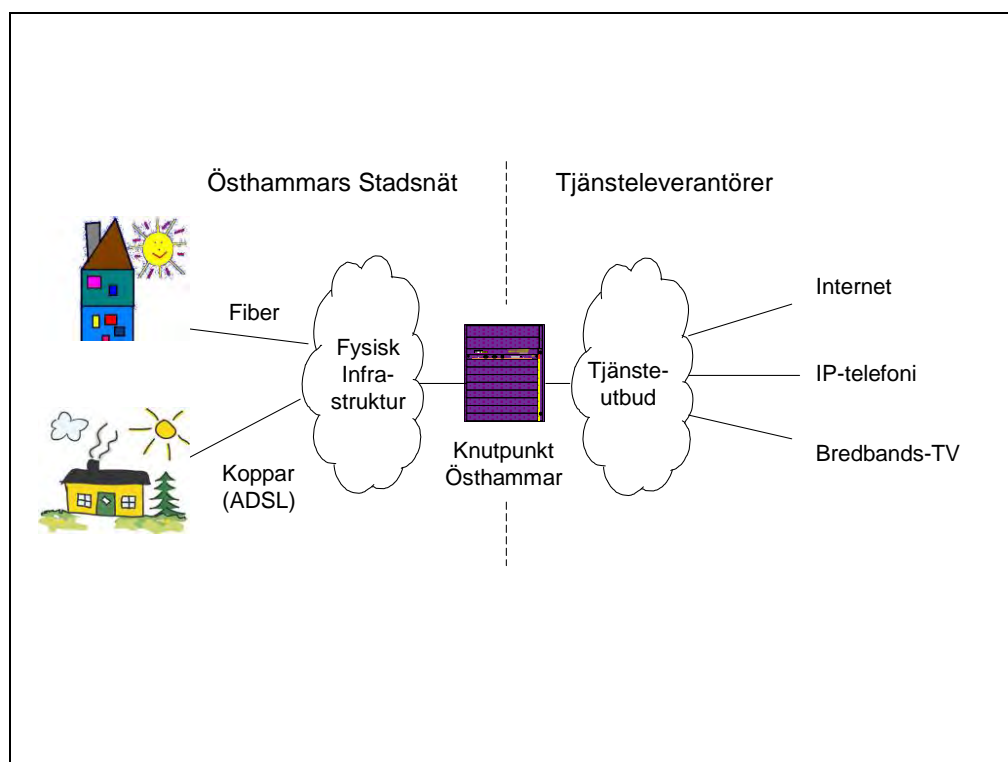 Östhammars Stadsnät
Tjänsteleverantörer
Fiber
Koppar
(ADSL)
Fysisk
Infra-
struktur
Knutpunkt
Östhammar
Tjänste-
utbud
Internet
IP-telefoni
Bredbands-TV